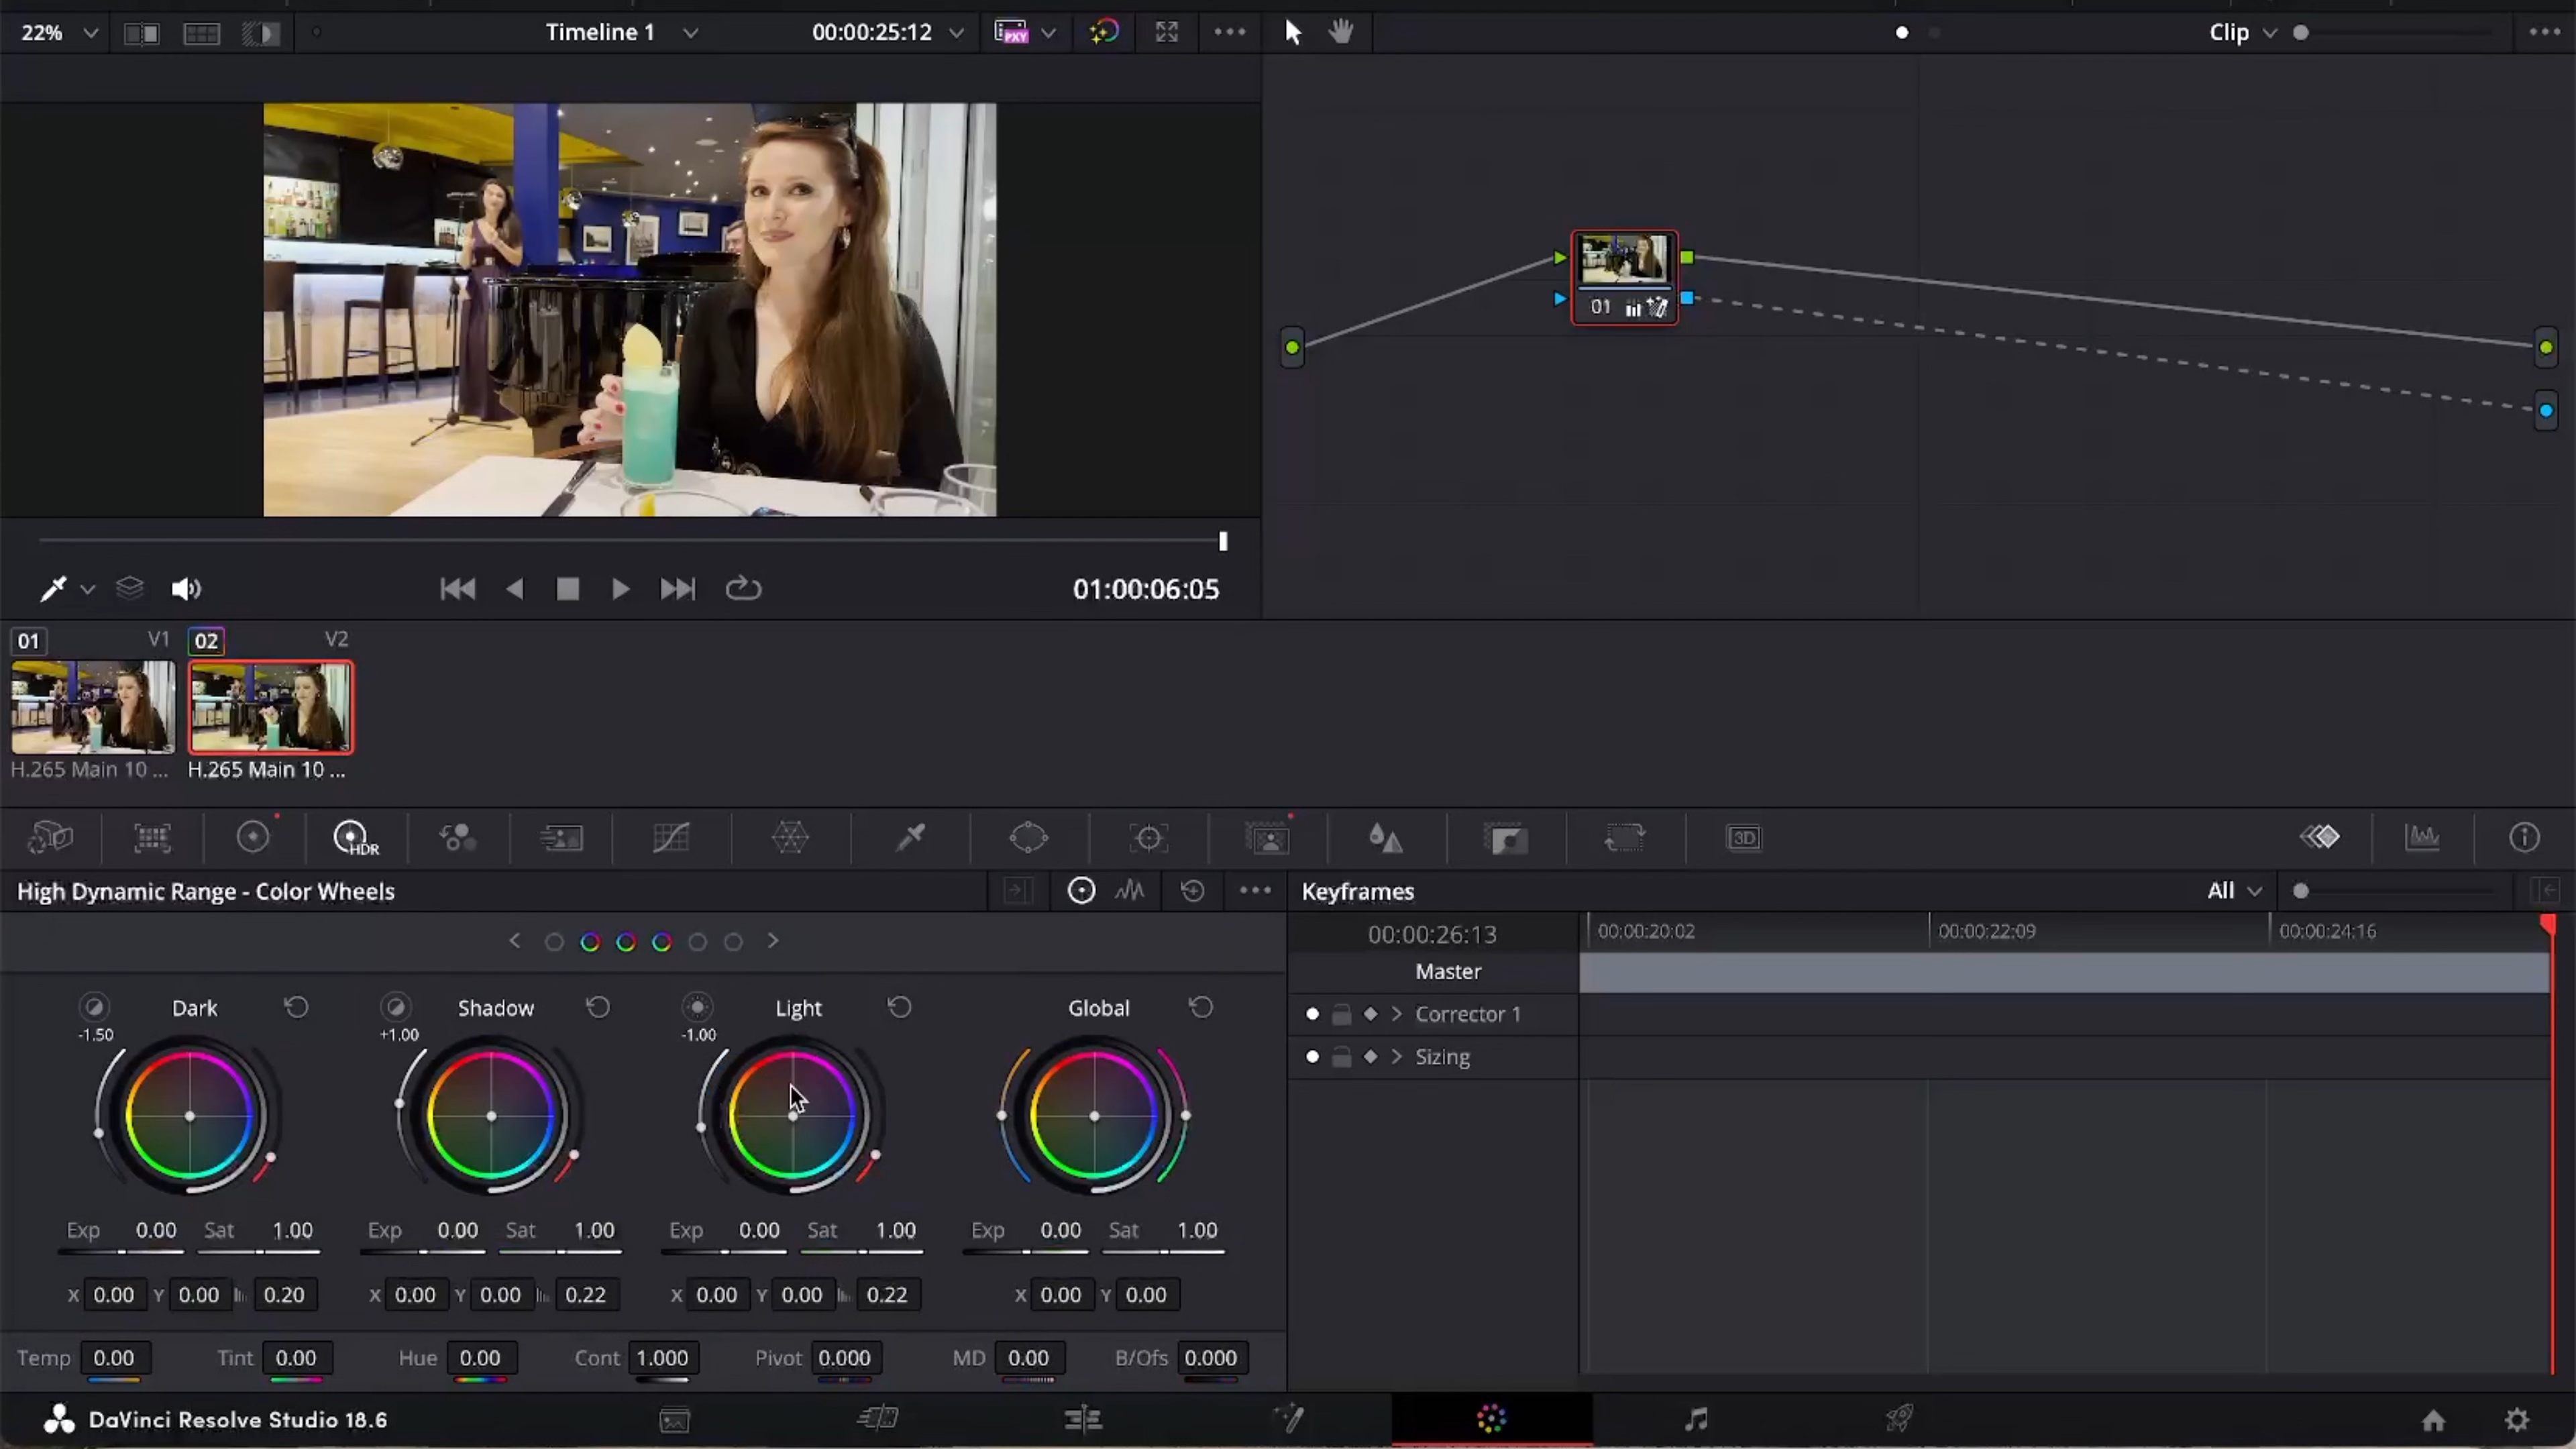 22%
Timeline 1
00:00:25:12
PXY
Clip
01
01:00:06:05
01 V1 02 V2
H.265 Main 10 ... H.265 Main 10 ...
HDR
3D
High Dynamic Range - Color Wheels
Keyframes
All
00:00:26:13
00:00:20:02
00:00:22:09
00:00:24:16
Master
Corrector 1
Sizing
Dark
-1.50
Shadow
+1.00
Light
-1.00
Global
Exp 0.00 Sat 1.00 Exp 0.00 Sat 1.00 Exp 0.00 Sat 1.00 Exp 0.00 Sat 1.00
X 0.00 Y 0.00 0.20 X 0.00 Y 0.00 0.22 X 0.00 Y 0.00 0.22 X 0.00 Y 0.00
Temp 0.00 Tint 0.00 Hue 0.00 Cont 1.000 Pivot 0.000 MD 0.00 B/Ofs 0.000
DaVinci Resolve Studio 18.6